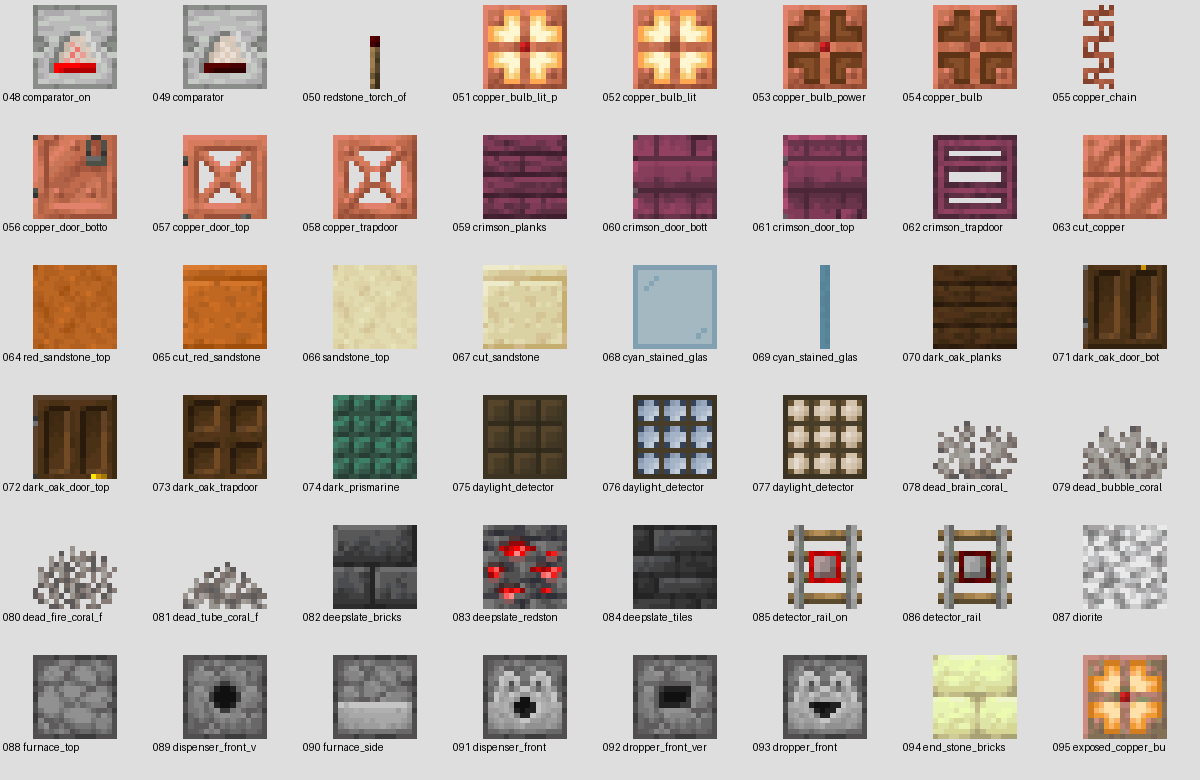 048 comparator_on
049 comparator
050 redstone_torch_of
051 copper_bulb_lit_p
052 copper_bulb_lit
053 copper_bulb_power
054 copper_bulb
055 copper_chain
056 copper_door_botto
057 copper_door_top
058 copper_trapdoor
059 crimson_planks
060 crimson_door_bott
061 crimson_door_top
062 crimson_trapdoor
063 cut_copper
064 red_sandstone_top
065 cut_red_sandstone
066 sandstone_top
067 cut_sandstone
068 cyan_stained_glas
069 cyan_stained_glas
070 dark_oak_planks
071 dark_oak_door_bot
072 dark_oak_door_top
073 dark_oak_trapdoor
074 dark_prismarine
075 daylight_detector
076 daylight_detector
077 daylight_detector
078 dead_brain_coral_
079 dead_bubble_coral
080 dead_fire_coral_f
081 dead_tube_coral_f
082 deepslate_bricks
083 deepslate_redston
084 deepslate_tiles
085 detector_rail_on
086 detector_rail
087 diorite
088 furnace_top
089 dispenser_front_v
090 furnace_side
091 dispenser_front
092 dropper_front_ver
093 dropper_front
094 end_stone_bricks
095 exposed_copper_bu